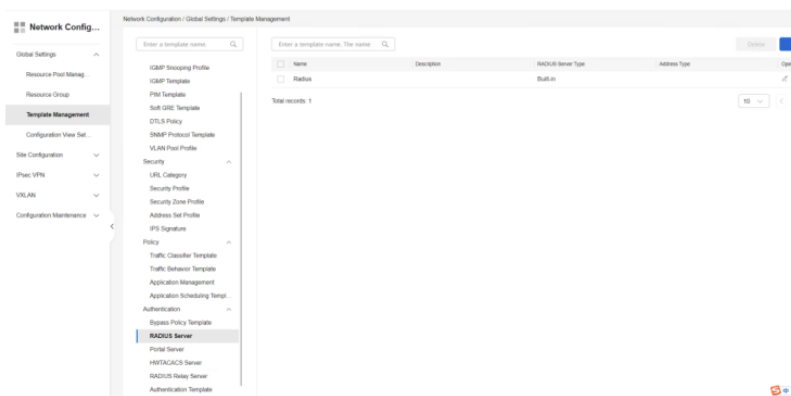 Network Config...
Network Configuration / Global Settings / Template Management
Global Settings
Resource Pool Manag...
Resource Group
Template Management
Configuration View Set...
Site Configuration
IPsec VPN
VXLAN
Configuration Maintenance
Enter a template name.
IGMP Snooping Profile
IGMP Template
PIM Template
Soft GRE Template
DTLS Policy
SNMP Protocol Template
VLAN Pool Profile
Security
URL Category
Security Profile
Security Zone Profile
Address Set Profile
IPS Signature
Policy
Traffic Classifier Template
Traffic Behavior Template
Application Management
Application Scheduling Templ...
Authentication
Bypass Policy Template
RADIUS Server
Portal Server
HWTACACS Server
RADIUS Relay Server
Authentication Template
Enter a template name. The name
Delete
Name Description RADIUS Server Type Address Type Ope
Radius Built-in
Total records: 1
10
中